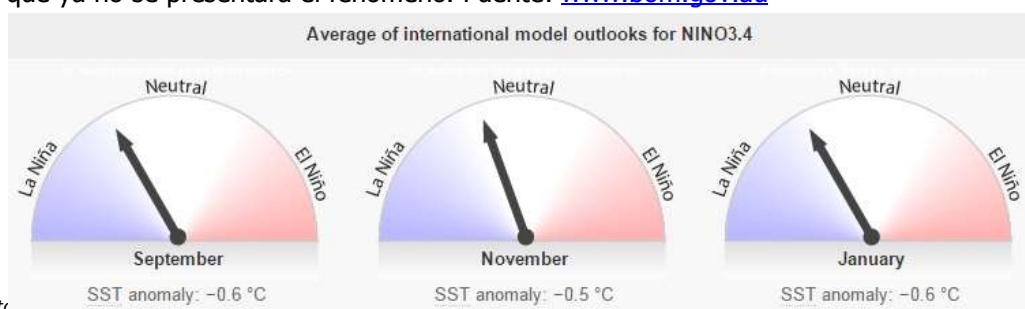 que ya no se presentará el fenómeno. Fuente: www.bom.gov.au
Average of international model outlooks for NINO3.4
Neutral Neutral Neutral
La Niña El Niño La Niña El Niño La Niña El Niño
September November January
SST anomaly: −0.6 °C SST anomaly: −0.5 °C SST anomaly: −0.6 °C